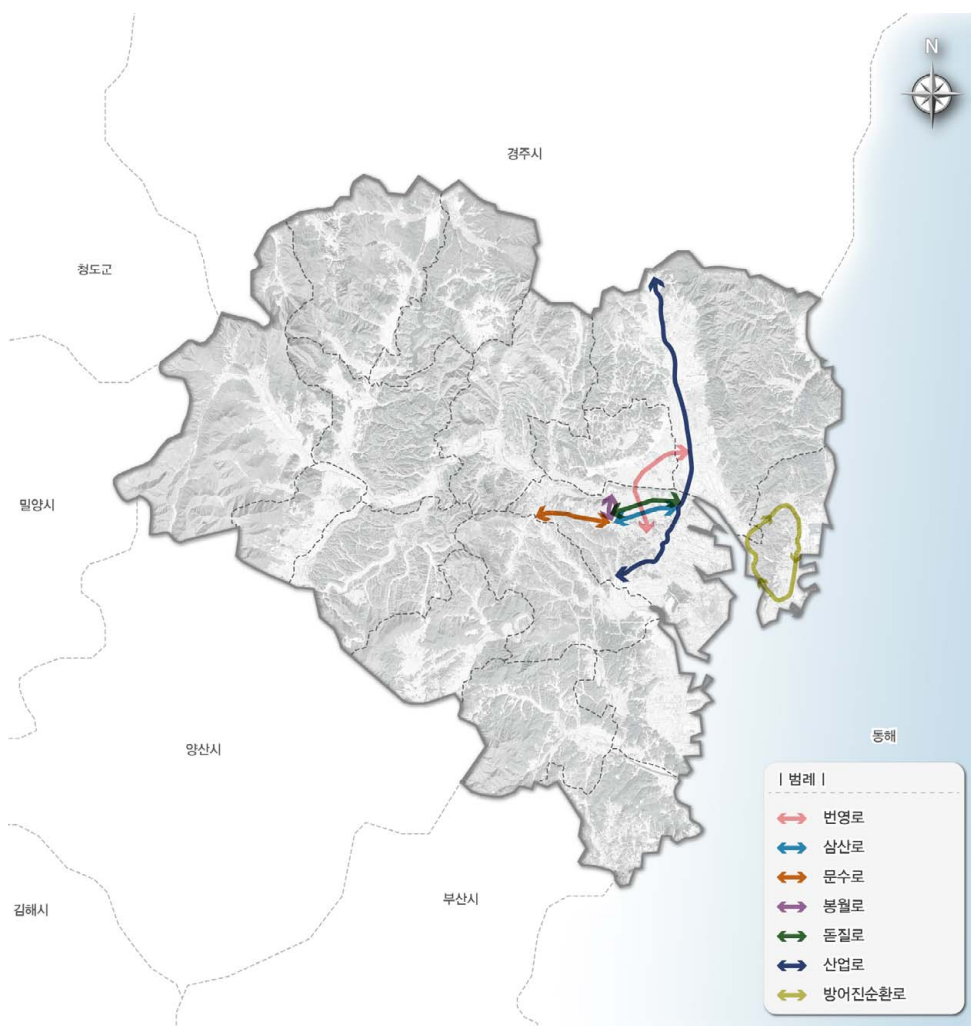 N
경주시
청도군
밀양시
양산시
동해
부산시
김해시
| 범례 |
번영로
삼산로
문수로
봉월로
돋질로
산업로
방어진순환로